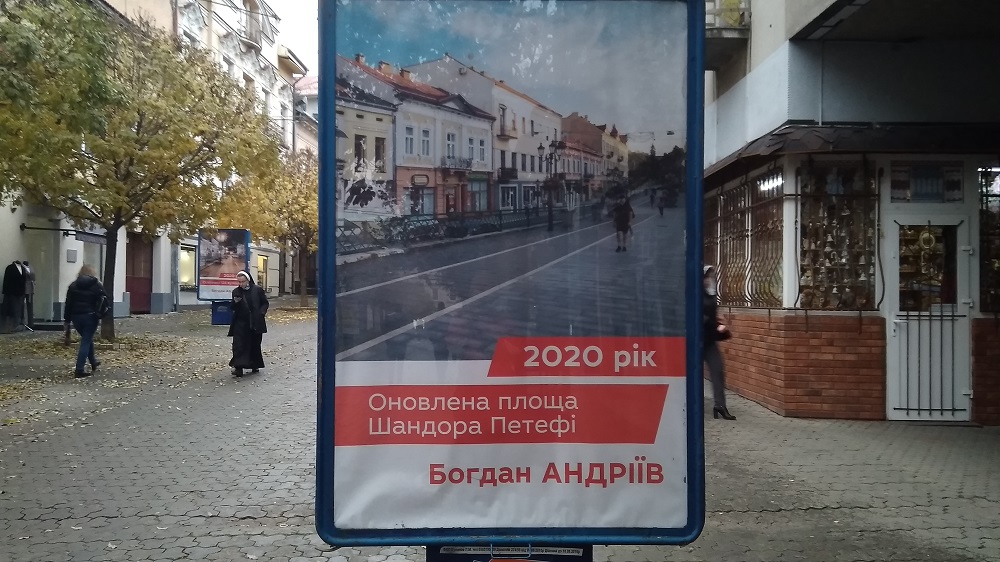 2020 рік
Оновлена площа
Шандора Петефі
Богдан АНДРІЇВ